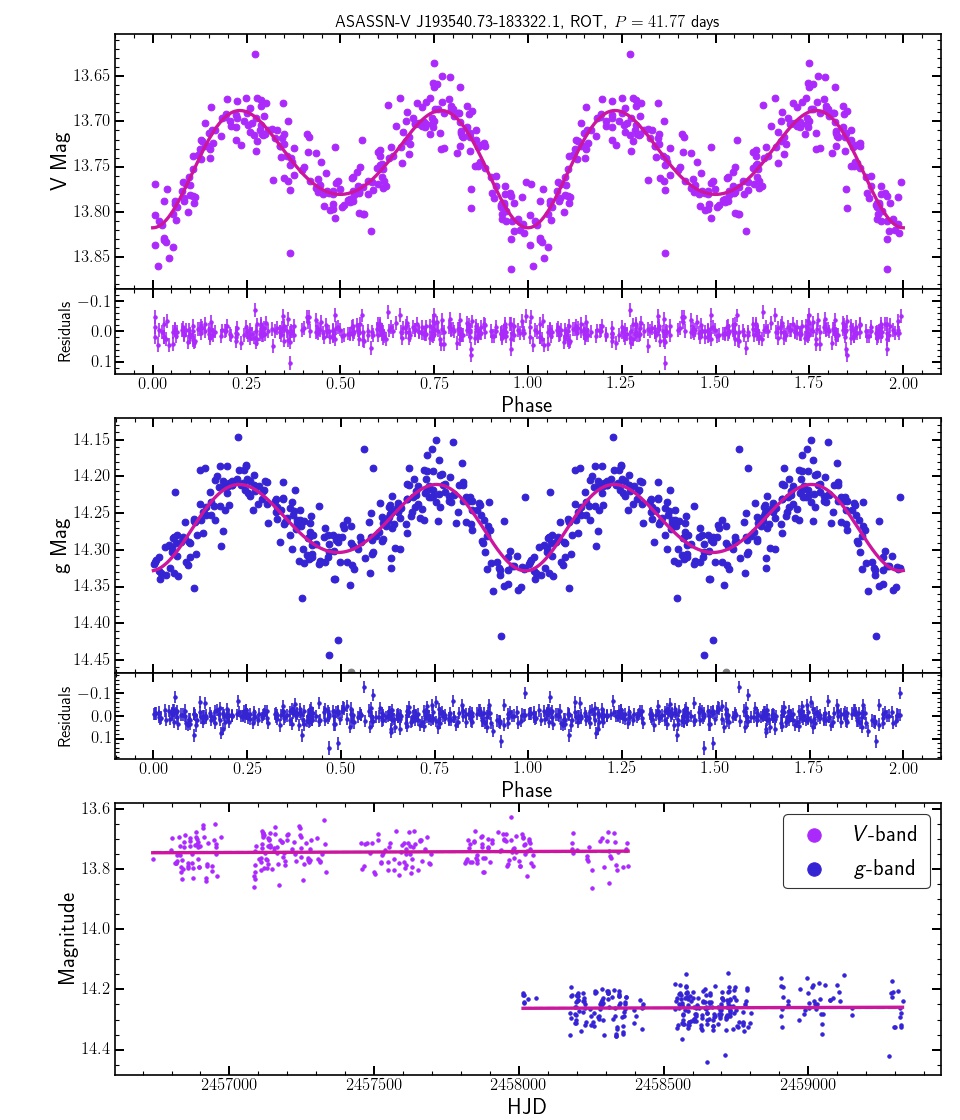 ASASSN-V J193540.73-183322.1, ROT, P = 41.77 days
V Mag
13.65
13.70
13.75
13.80
13.85
Residuals
−0.1
0.0
0.1
0.00 0.25 0.50 0.75 1.00 1.25 1.50 1.75 2.00
Phase
g Mag
14.15
14.20
14.25
14.30
14.35
14.40
14.45
Residuals
−0.1
0.0
0.1
0.00 0.25 0.50 0.75 1.00 1.25 1.50 1.75 2.00
Phase
Magnitude
13.6
13.8
14.0
14.2
14.4
V-band
g-band
2457000 2457500 2458000 2458500 2459000
HJD